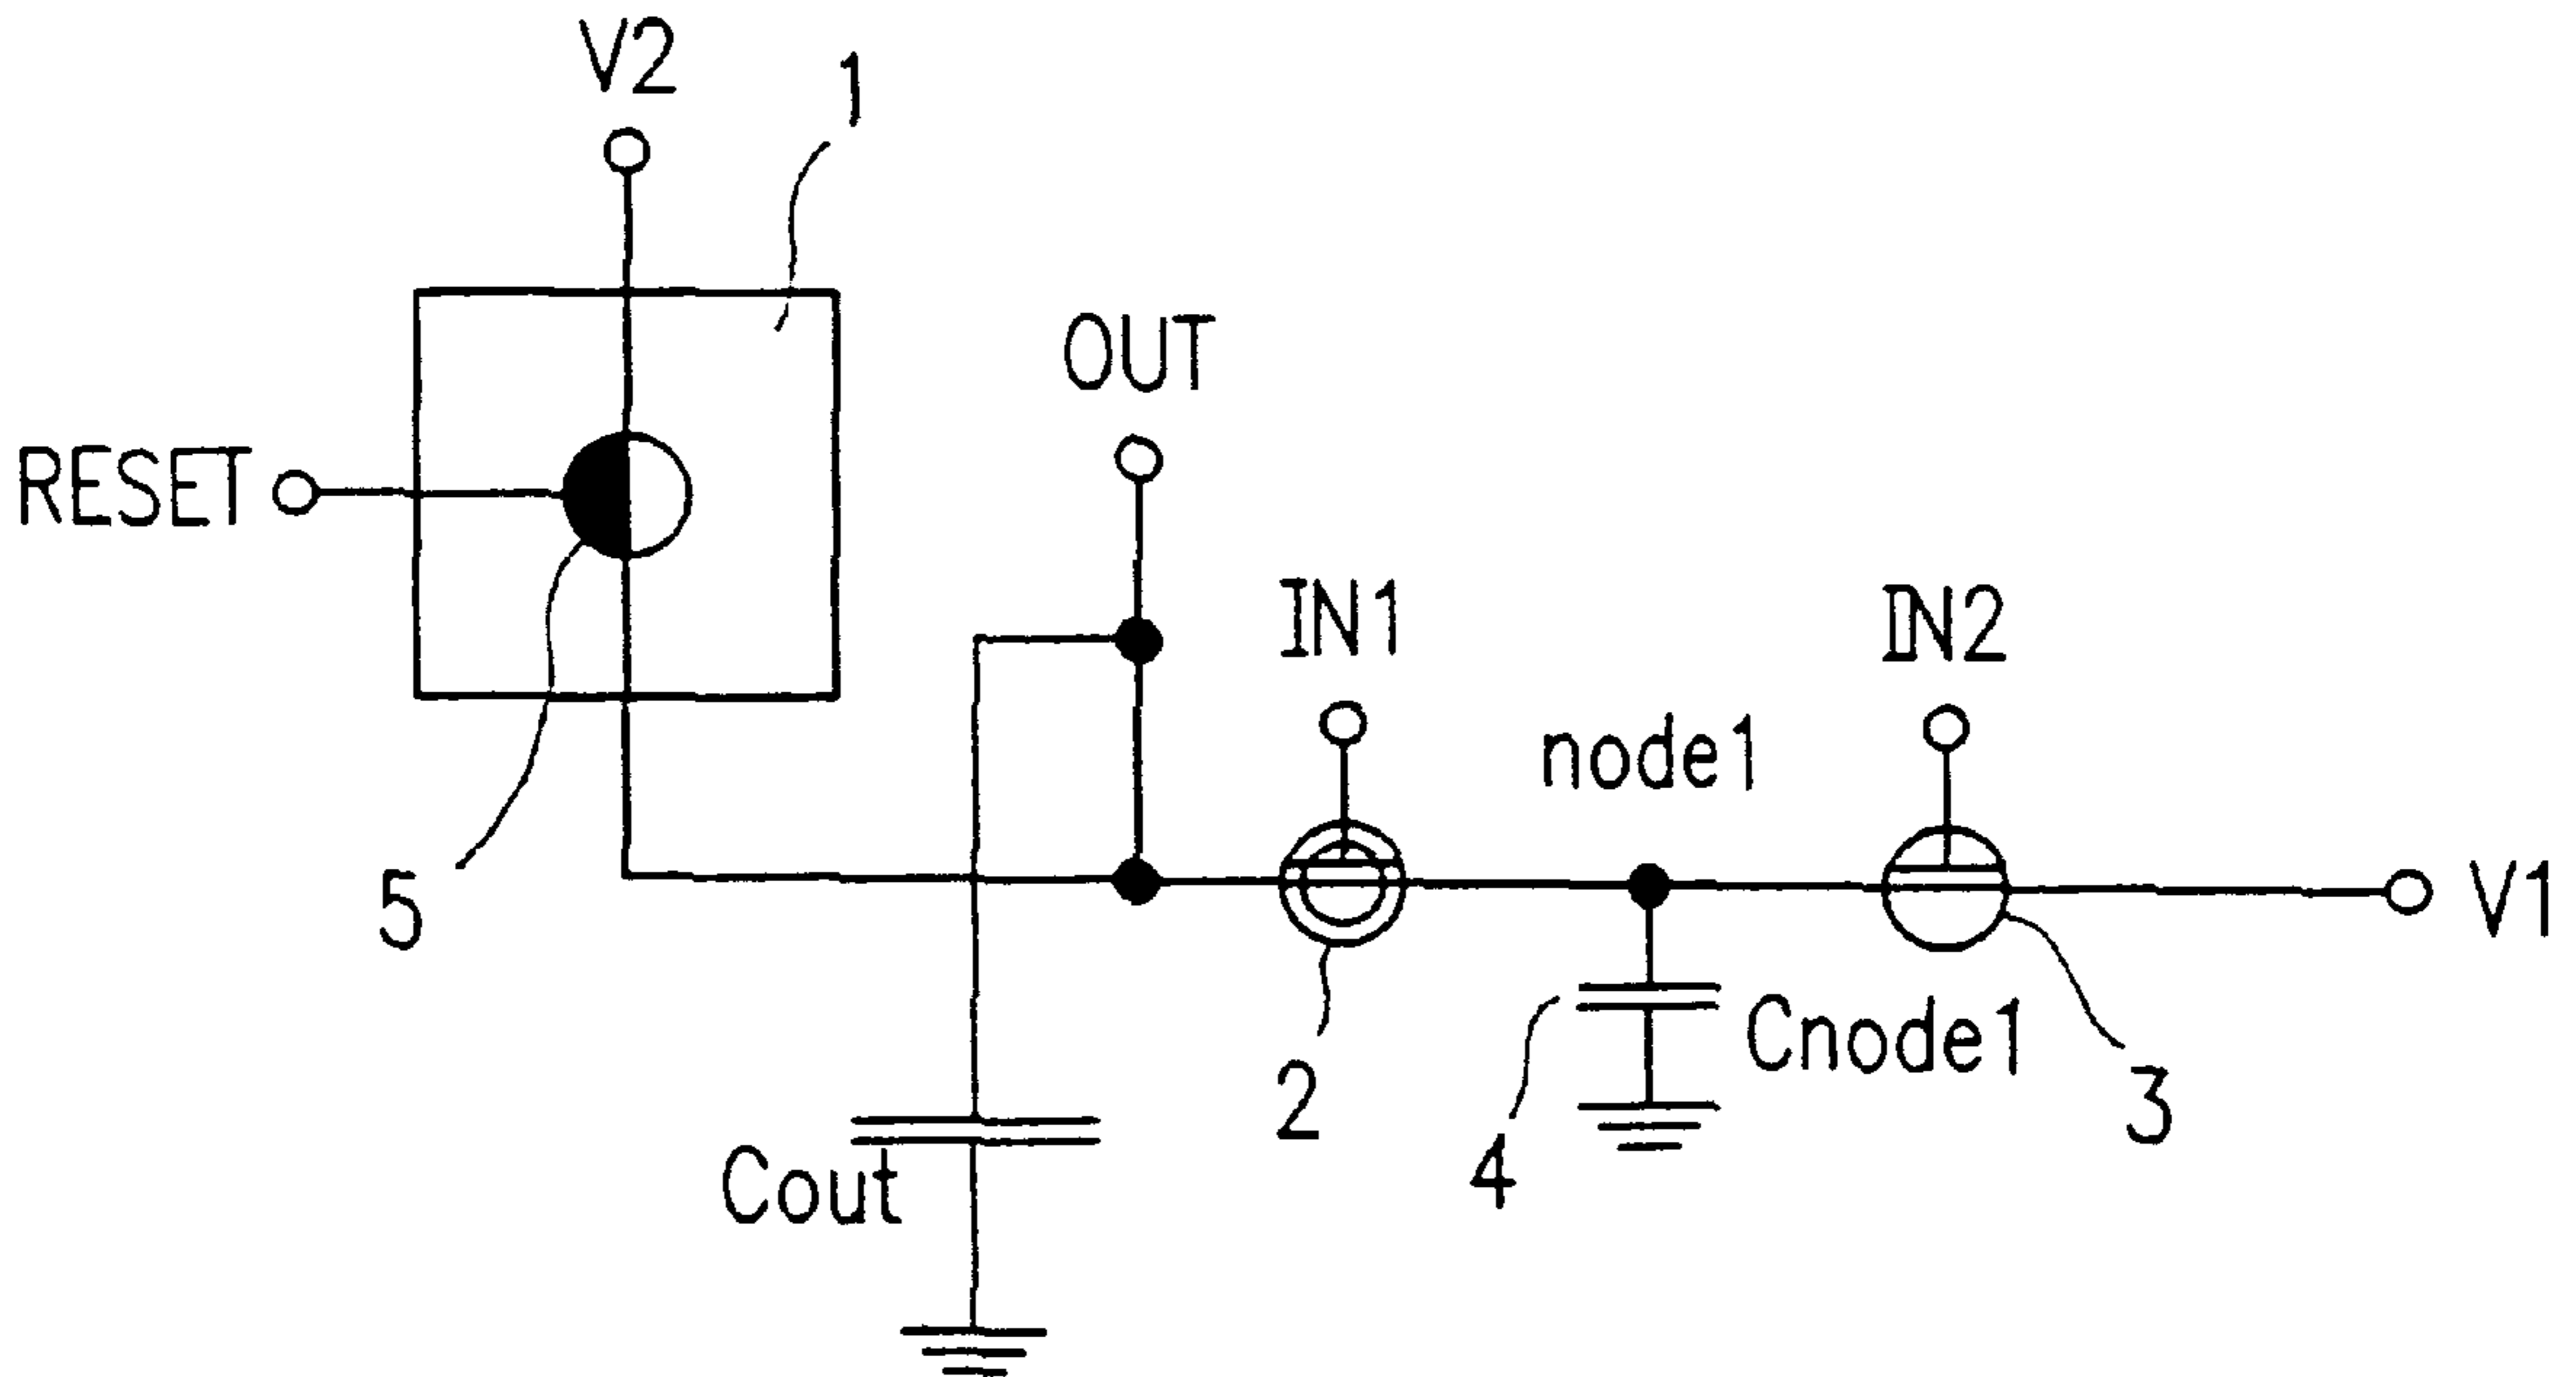 V2
1
OUT
RESET
IN1
IN2
node1
5
V1
Cnode1
2
3
4
Cout